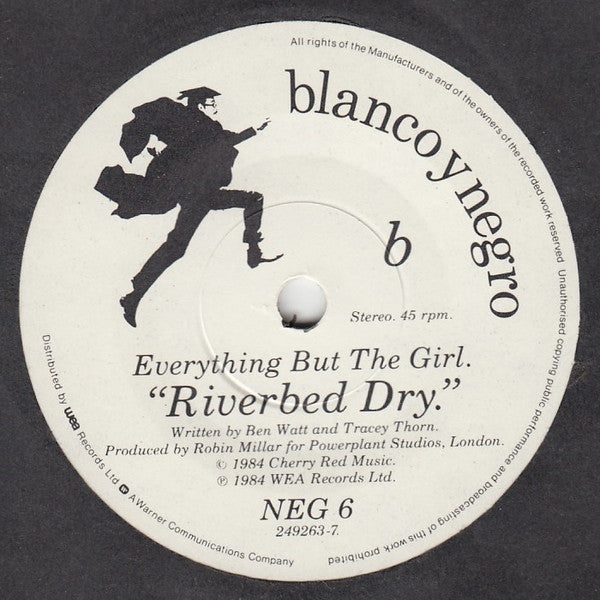 blanco y negro
b
Stereo. 45 rpm.
Everything But The Girl.
“Riverbed Dry.”
Written by Ben Watt and Tracey Thorn.
Produced by Robin Millar for Powerplant Studios, London.
© 1984 Cherry Red Music.
℗ 1984 WEA Records Ltd.
NEG 6
249263-7.
All rights of the Manufacturers and of the owners of the recorded work reserved Unauthorised copying public performance and broadcasting of this work prohibited
Distributed by wea Records Ltd A Warner Communications Company